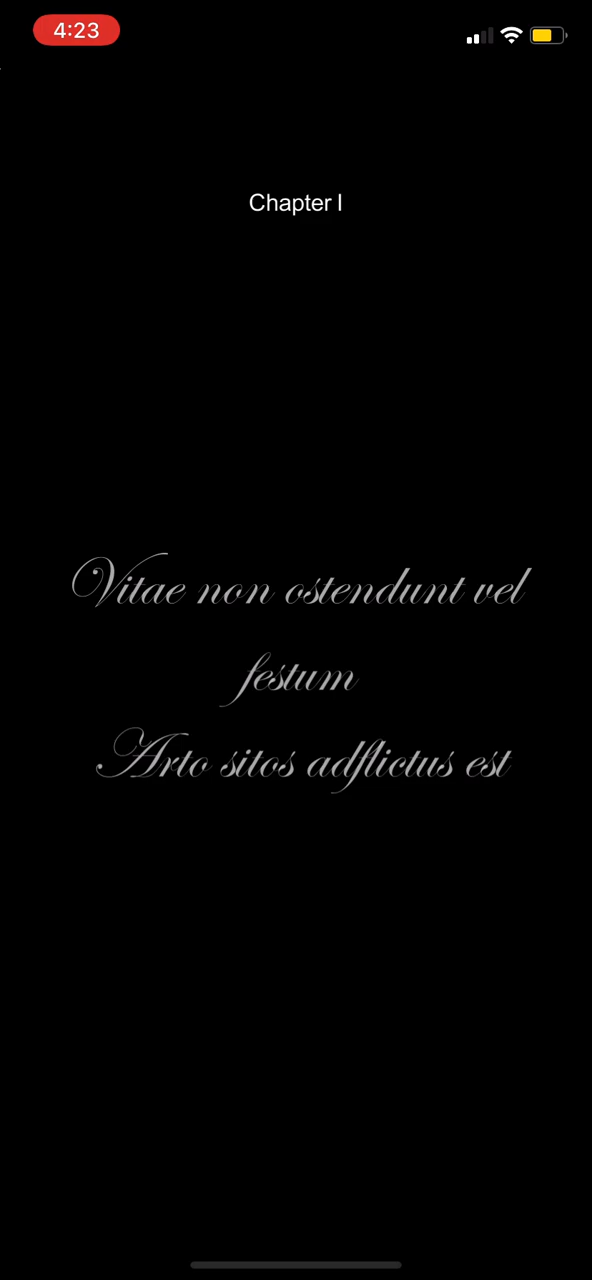 4:23
Chapter I
Vitae non ostendunt vel
festum
Arto sitos adflictus est